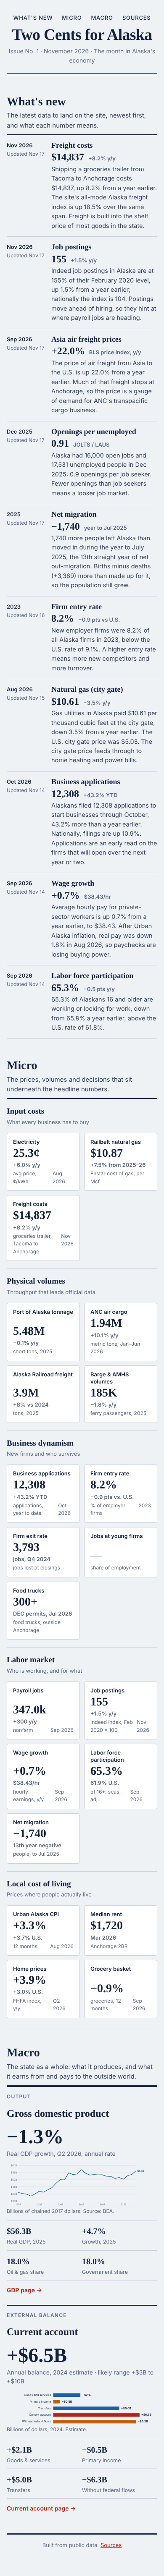 WHAT'S NEW MICRO MACRO SOURCES
Two Cents for Alaska
Issue No. 1 · November 2026 · The month in Alaska's
economy
What's new
The latest data to land on the site, newest first,
and what each number means.
Nov 2026
Updated Nov 17
Freight costs
$14,837 +8.2% y/y
Shipping a groceries trailer from
Tacoma to Anchorage costs
$14,837, up 8.2% from a year earlier.
The site's all-mode Alaska freight
index is up 18.5% over the same
span. Freight is built into the shelf
price of most goods in the state.
Nov 2026
Updated Nov 17
Job postings
155 +1.5% y/y
Indeed job postings in Alaska are at
155% of their February 2020 level,
up 1.5% from a year earlier;
nationally the index is 104. Postings
move ahead of hiring, so they hint at
where payroll jobs are heading.
Sep 2026
Updated Nov 17
Asia air freight prices
+22.0% BLS price index, y/y
The price of air freight from Asia to
the U.S. is up 22.0% from a year
earlier. Much of that freight stops at
Anchorage, so the price is a gauge
of demand for ANC's transpacific
cargo business.
Dec 2025
Updated Nov 17
Openings per unemployed
0.91 JOLTS / LAUS
Alaska had 16,000 open jobs and
17,531 unemployed people in Dec
2025: 0.9 openings per job seeker.
Fewer openings than job seekers
means a looser job market.
2025
Updated Nov 17
Net migration
−1,740 year to Jul 2025
1,740 more people left Alaska than
moved in during the year to July
2025, the 13th straight year of net
out-migration. Births minus deaths
(+3,389) more than made up for it,
so the population still grew.
2023
Updated Nov 16
Firm entry rate
8.2% −0.9 pts vs U.S.
New employer firms were 8.2% of
all Alaska firms in 2023, below the
U.S. rate of 9.1%. A higher entry rate
means more new competitors and
more turnover.
Aug 2026
Updated Nov 15
Natural gas (city gate)
$10.61 −3.5% y/y
Gas utilities in Alaska paid $10.61 per
thousand cubic feet at the city gate,
down 3.5% from a year earlier. The
U.S. city gate price was $5.03. The
city gate price feeds through to
home heating and power bills.
Oct 2026
Updated Nov 14
Business applications
12,308 +43.2% YTD
Alaskans filed 12,308 applications to
start businesses through October,
43.2% more than a year earlier.
Nationally, filings are up 10.9%.
Applications are an early read on the
firms that will open over the next
year or two.
Sep 2026
Updated Nov 14
Wage growth
+0.7% $38.43/hr
Average hourly pay for private-
sector workers is up 0.7% from a
year earlier, to $38.43. After Urban
Alaska inflation, real pay was down
1.8% in Aug 2026, so paychecks are
losing buying power.
Sep 2026
Updated Nov 14
Labor force participation
65.3% −0.5 pts y/y
65.3% of Alaskans 16 and older are
working or looking for work, down
from 65.8% a year earlier, above the
U.S. rate of 61.8%.
Micro
The prices, volumes and decisions that sit
underneath the headline numbers.
Input costs
What every business has to buy
Electricity
25.3¢
+6.0% y/y
avg price, ¢/kWh Aug 2026
Railbelt natural gas
$10.87
+7.5% from 2025–26
Enstar cost of gas, per
Mcf
Freight costs
$14,837
+8.2% y/y
groceries trailer, Tacoma to Anchorage Nov 2026
Physical volumes
Throughput that leads official data
Port of Alaska tonnage
5.48M
−0.1% y/y
short tons, 2025
ANC air cargo
1.94M
+10.1% y/y
metric tons, Jan–Jun
2026
Alaska Railroad freight
3.9M
+8% vs 2024
tons, 2025
Barge & AMHS
volumes
185K
−1.8% y/y
ferry passengers, 2025
Business dynamism
New firms and who survives
Business applications
12,308
+43.2% YTD
applications, year to date Oct 2026
Firm entry rate
8.2%
−0.9 pts vs. U.S.
% of employer firms 2023
Firm exit rate
3,793
jobs, Q4 2024
jobs lost at closings
Jobs at young firms
share of employment
Food trucks
300+
DEC permits, Jul 2026
food trucks, outside
Anchorage
Labor market
Who is working, and for what
Payroll jobs
347.0k
+300 y/y
nonfarm Sep 2026
Job postings
155
+1.5% y/y
Indeed index, Feb 2020 = 100 Nov 2026
Wage growth
+0.7%
$38.43/hr
hourly earnings, y/y Sep 2026
Labor force
participation
65.3%
61.9% U.S.
of 16+, seas. adj. Sep 2026
Net migration
−1,740
13th year negative
people, to Jul 2025
Local cost of living
Prices where people actually live
Urban Alaska CPI
+3.3%
+3.7% U.S.
12 months Aug 2026
Median rent
$1,720
Mar 2026
Anchorage 2BR
Home prices
+3.9%
+3.0% U.S.
FHFA index, y/y Q2 2026
Grocery basket
−0.9%
groceries, 12 months Sep 2026
Macro
The state as a whole: what it produces, and what
it earns from and pays to the outside world.
OUTPUT
Gross domestic product
−1.3%
Real GDP growth, Q2 2026, annual rate
Billions of chained 2017 dollars. Source: BEA.
$56.3B
Real GDP, 2025
+4.7%
Growth, 2025
18.0%
Oil & gas share
18.0%
Government share
GDP page →
EXTERNAL BALANCE
Current account
+$6.5B
Annual balance, 2024 estimate · likely range +$3B to
+$10B
Goods and services
Primary income
Transfers
Current account
Without federal flows
Billions of dollars, 2024. Estimate.
+$2.1B
Goods & services
−$0.5B
Primary income
+$5.0B
Transfers
−$6.3B
Without federal flows
Current account page →
Built from public data. Sources